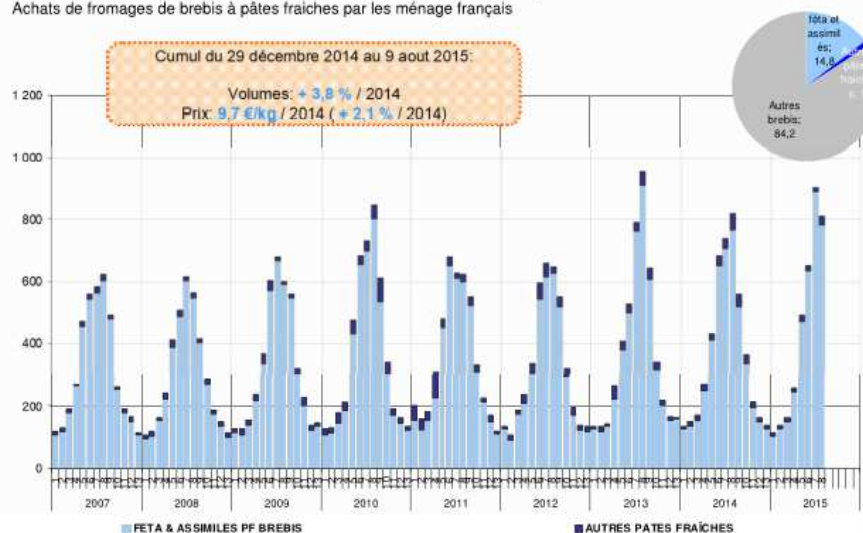 Achats de fromages de brebis à pâtes fraiches par les ménage français
Cumul du 29 décembre 2014 au 9 aout 2015:
Volumes: + 3,8 % / 2014
Prix: 9,7 €/kg / 2014 ( + 2,1 % / 2014)
féta et
assimil
és;
14,8
Autres
brebis;
84,2
1 200
1 000
800
600
400
200
0
2007 2008 2009 2010 2011 2012 2013 2014 2015
FETA & ASSIMILES PF BREBIS
AUTRES PATES FRAÎCHES